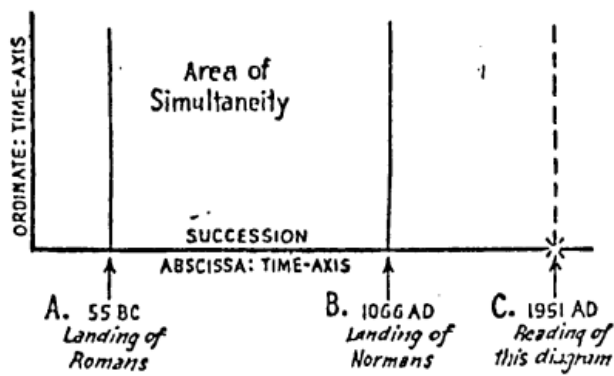 ORDINATE: TIME-AXIS
Area of
Simultaneity
SUCCESSION
ABSCISSA: TIME-AXIS
A. 55 BC
Landing of
Romans
B. 1066 AD
Landing of
Normans
C. 1951 AD
Reading of
this diagram